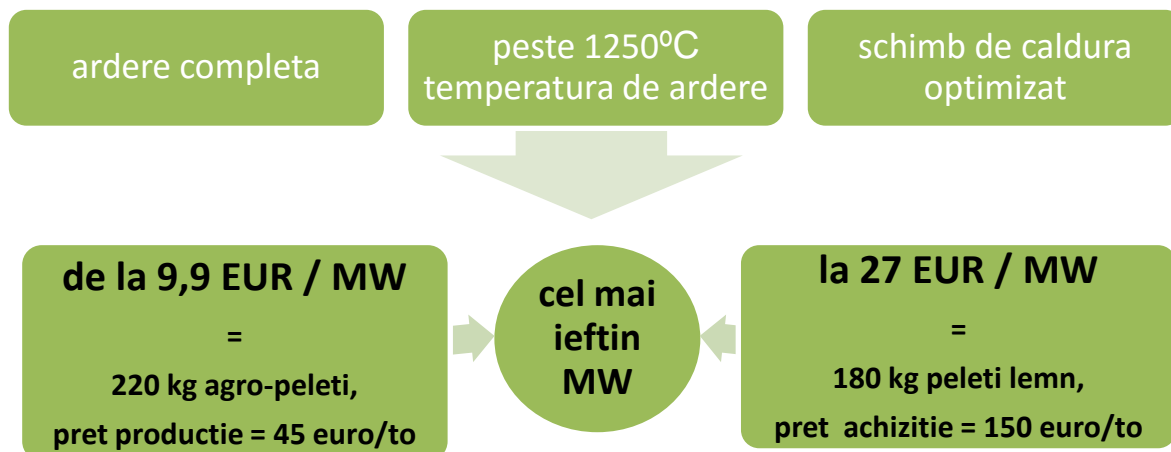 ardere completa
peste 1250⁰C
temperatura de ardere
schimb de caldura
optimizat
de la 9,9 EUR / MW
=
220 kg agro-peleti,
pret productie = 45 euro/to
cel mai
ieftin
MW
la 27 EUR / MW
=
180 kg peleti lemn,
pret achizitie = 150 euro/to